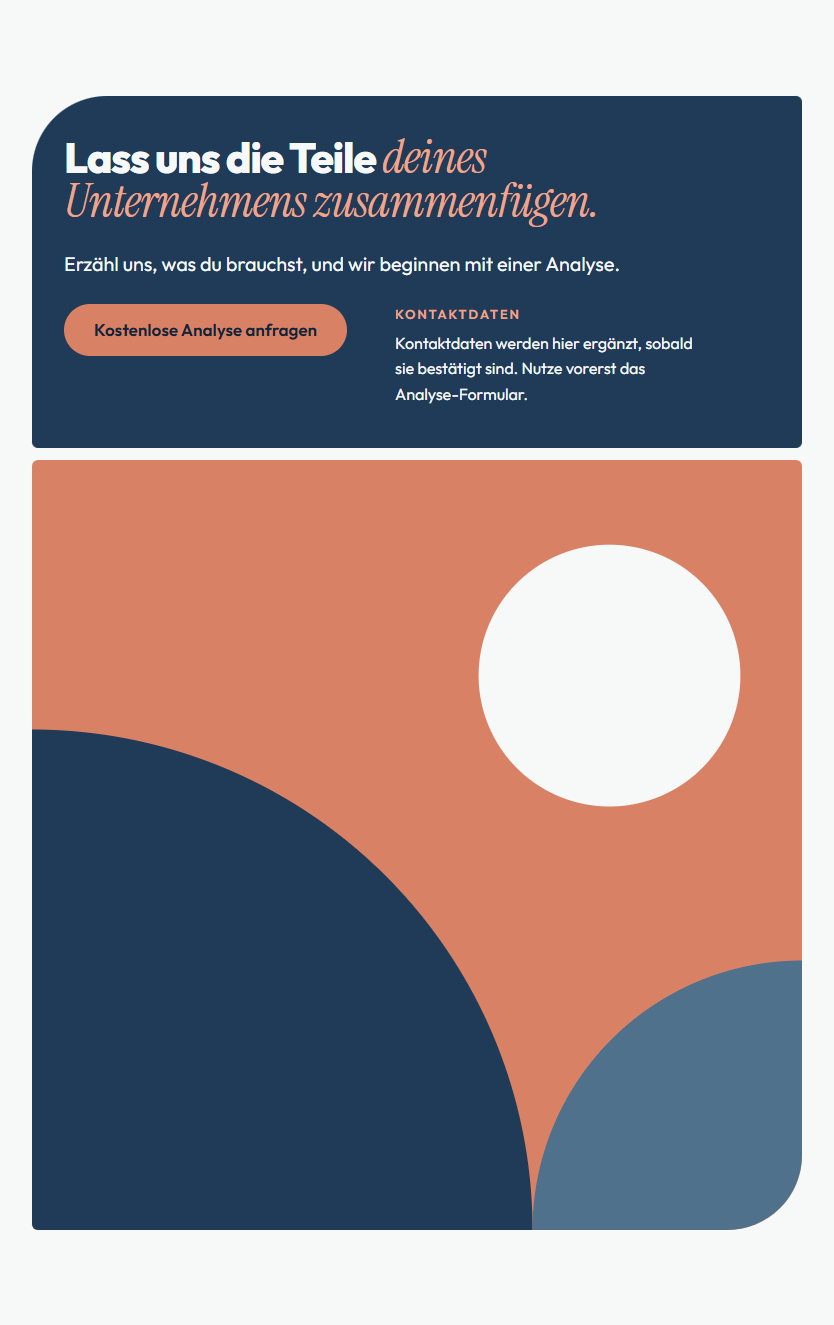 Lass uns die Teile deines
Unternehmens zusammenfügen.
Erzähl uns, was du brauchst, und wir beginnen mit einer Analyse.
Kostenlose Analyse anfragen
KONTAKTDATEN
Kontaktdaten werden hier ergänzt, sobald
sie bestätigt sind. Nutze vorerst das
Analyse-Formular.